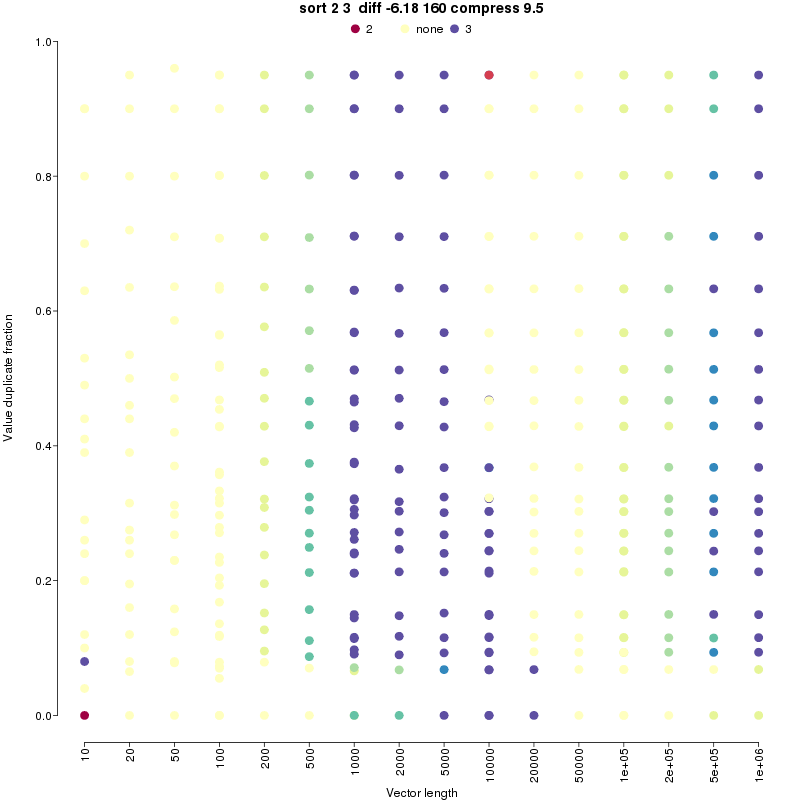 sort 2 3  diff -6.18 160 compress 9.5
2 none 3
1.0
0.8
0.6
0.4
0.2
0.0
Value duplicate fraction
10 20 50 100 200 500 1000 2000 5000 10000 20000 50000 1e+05 2e+05 5e+05 1e+06
Vector length